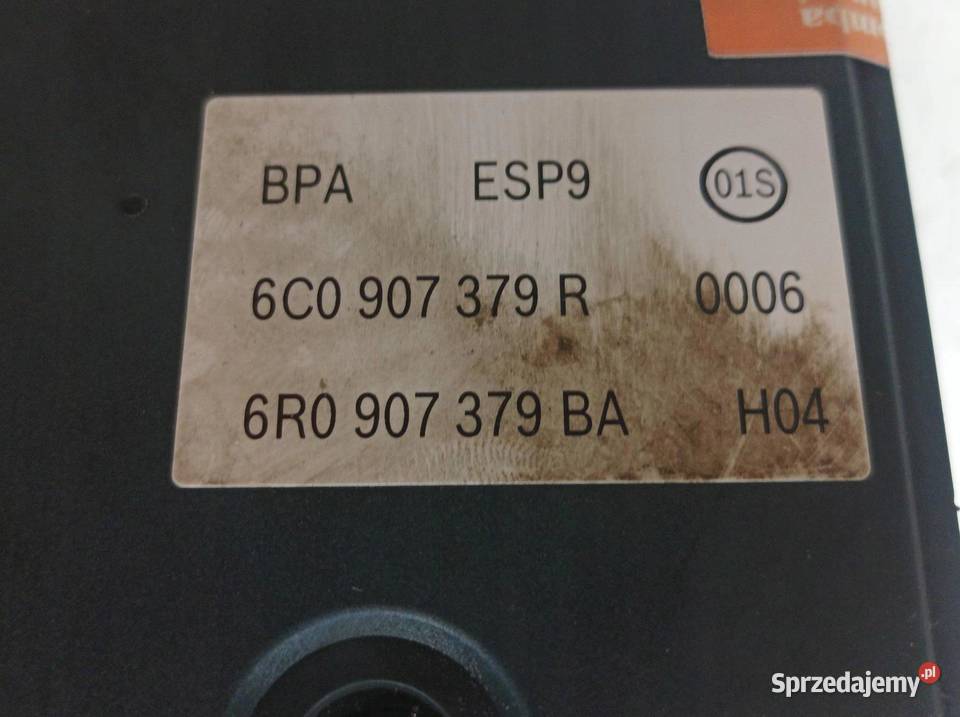 BPA ESP9 01S
6C0 907 379 R 0006
6R0 907 379 BA H04
Sprzedajemy.pl